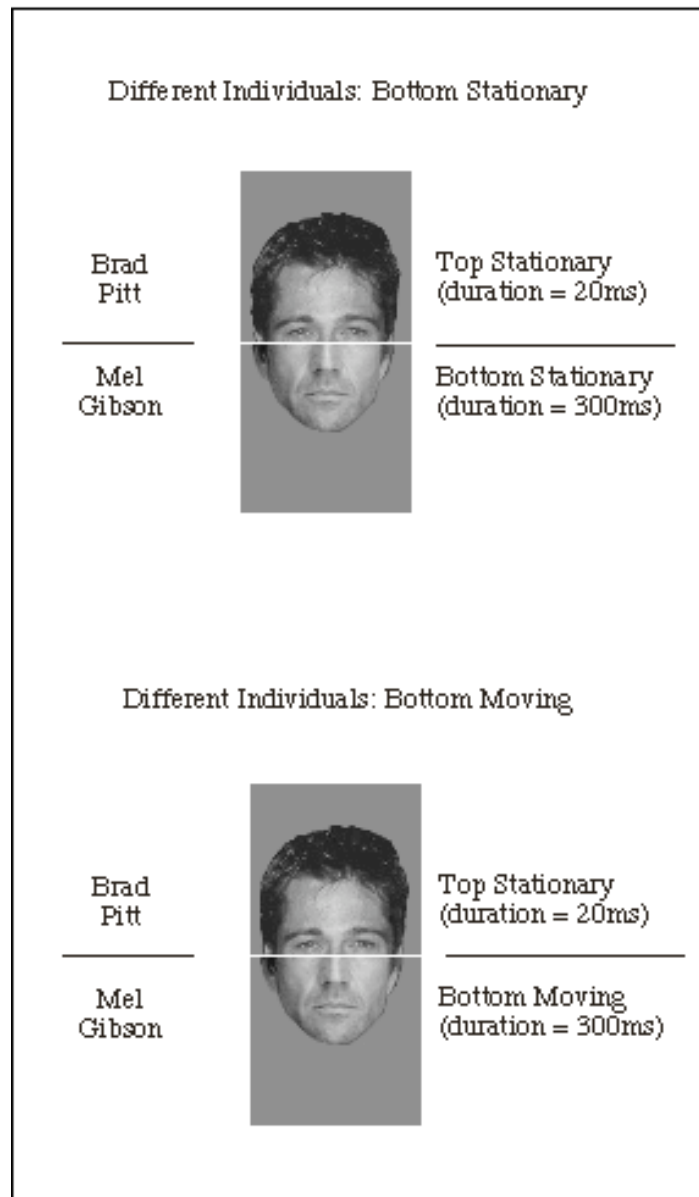 Different Individuals: Bottom Stationary
Brad
Pitt
Top Stationary
(duration = 20ms)
Mel
Gibson
Bottom Stationary
(duration = 300ms)
Different Individuals: Bottom Moving
Brad
Pitt
Top Stationary
(duration = 20ms)
Mel
Gibson
Bottom Moving
(duration = 300ms)